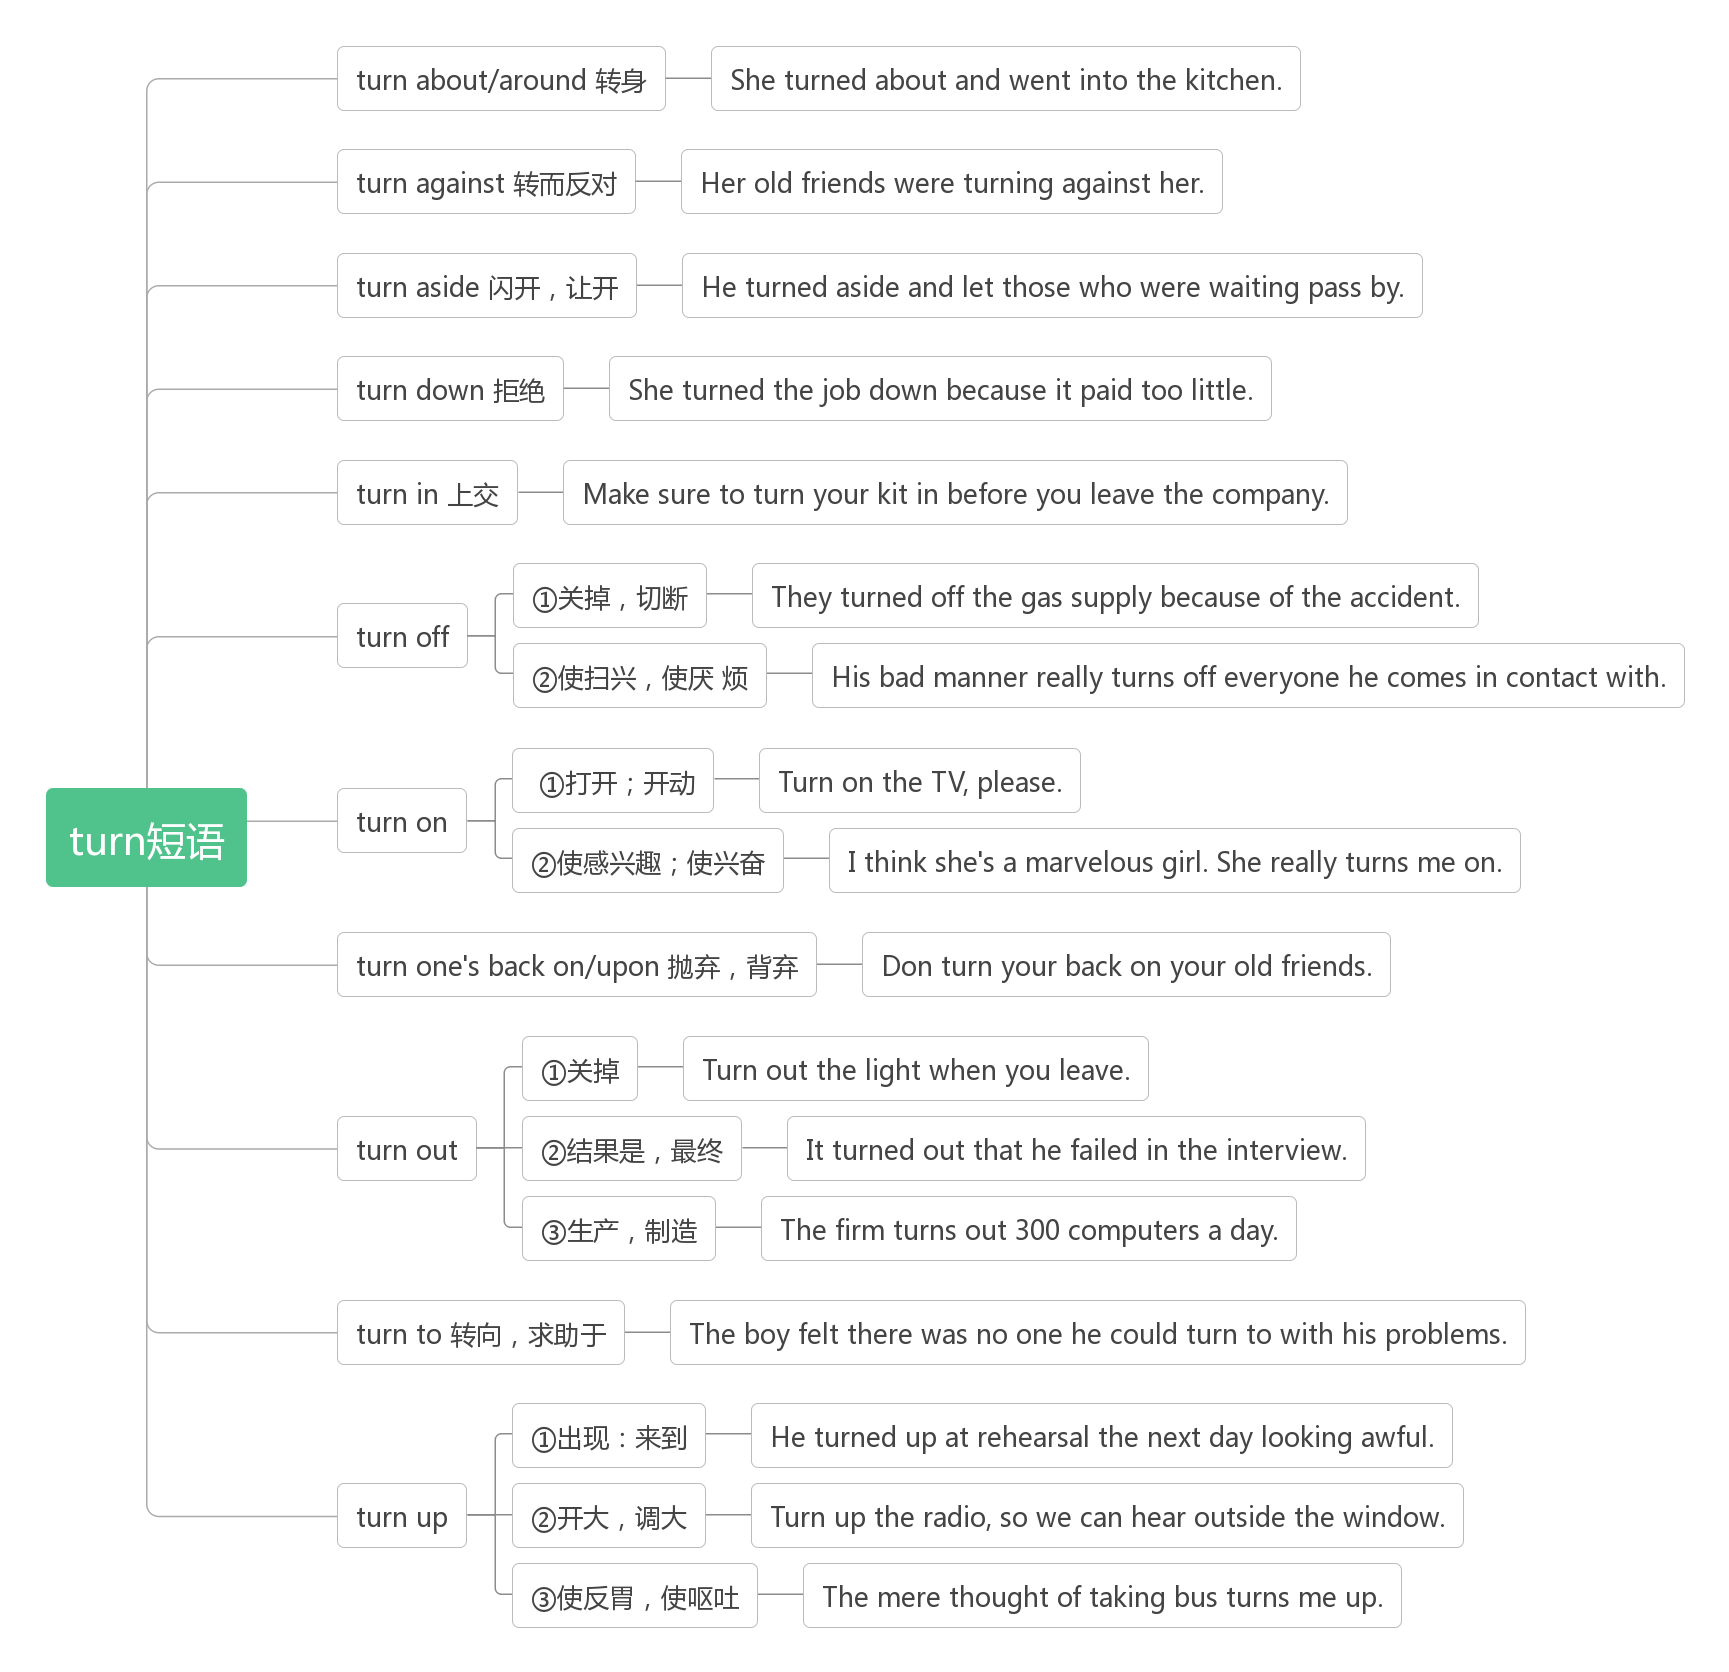 turn about/around 转身
She turned about and went into the kitchen.
turn against 转而反对
Her old friends were turning against her.
turn aside 闪开，让开
He turned aside and let those who were waiting pass by.
turn down 拒绝
She turned the job down because it paid too little.
turn in 上交
Make sure to turn your kit in before you leave the company.
turn off
①关掉，切断
They turned off the gas supply because of the accident.
②使扫兴，使厌 烦
His bad manner really turns off everyone he comes in contact with.
turn短语
turn on
①打开；开动
Turn on the TV, please.
②使感兴趣；使兴奋
I think she's a marvelous girl. She really turns me on.
turn one's back on/upon 抛弃，背弃
Don turn your back on your old friends.
turn out
①关掉
Turn out the light when you leave.
②结果是，最终
It turned out that he failed in the interview.
③生产，制造
The firm turns out 300 computers a day.
turn to 转向，求助于
The boy felt there was no one he could turn to with his problems.
turn up
①出现：来到
He turned up at rehearsal the next day looking awful.
②开大，调大
Turn up the radio, so we can hear outside the window.
③使反胃，使呕吐
The mere thought of taking bus turns me up.